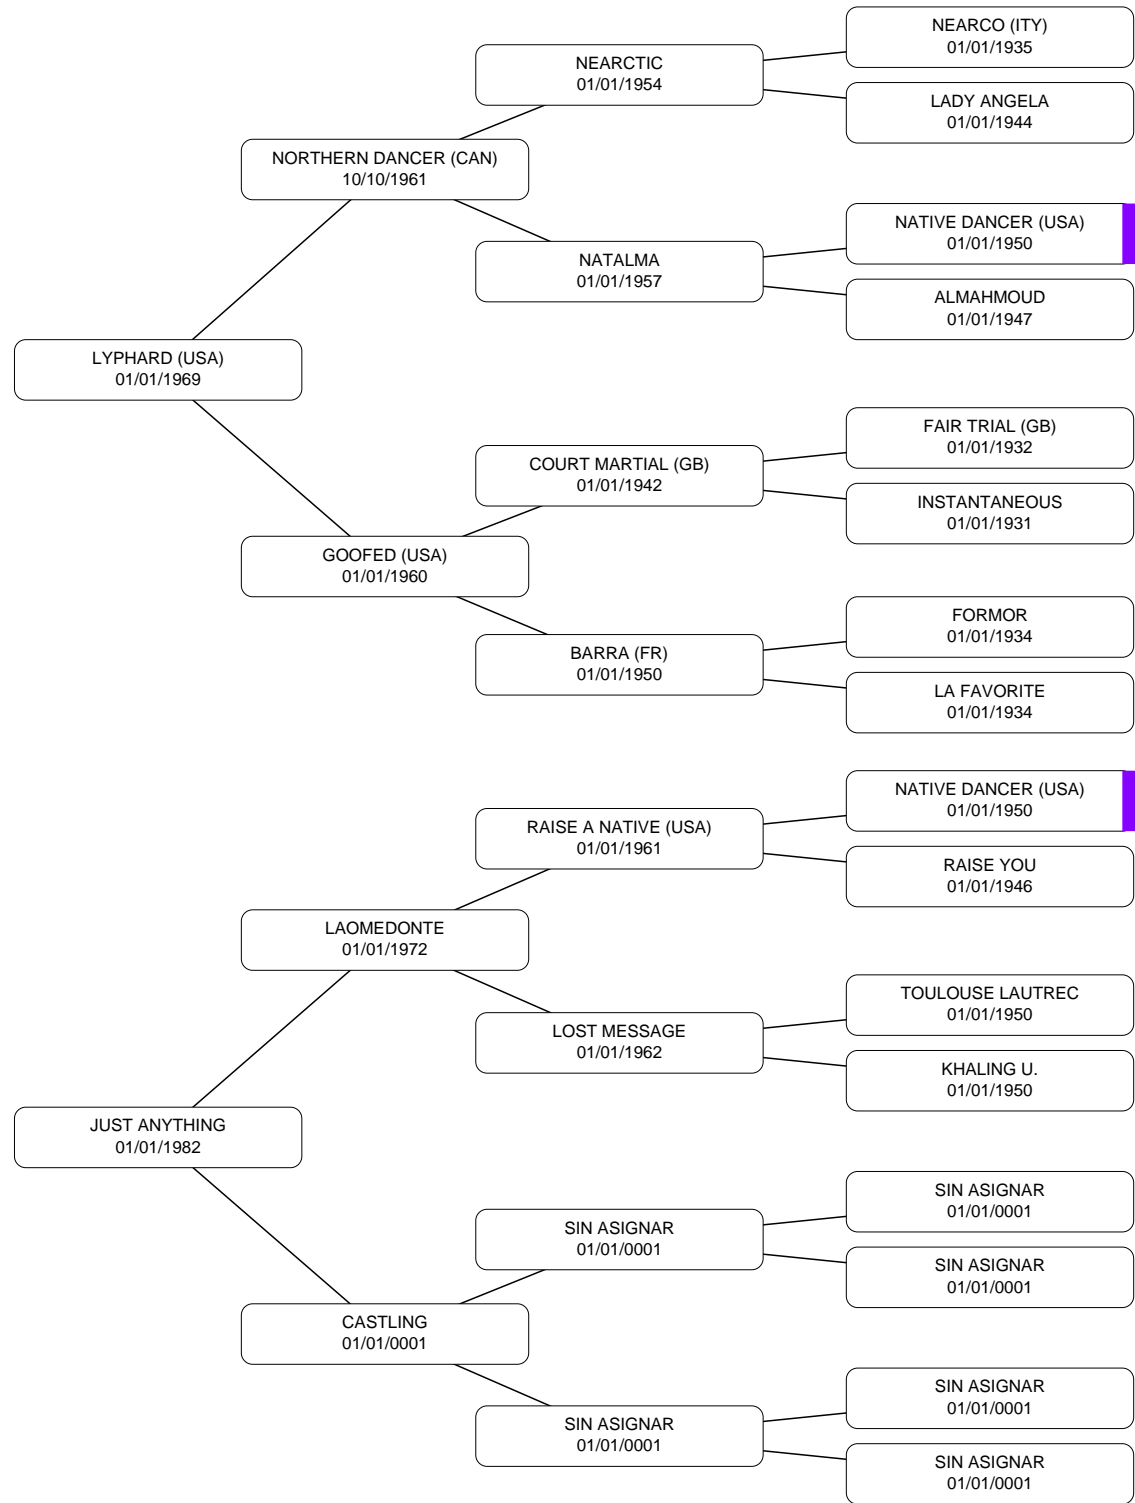 NEARCO (ITY)
01/01/1935
NEARCTIC
01/01/1954
LADY ANGELA
01/01/1944
NORTHERN DANCER (CAN)
10/10/1961
NATIVE DANCER (USA)
01/01/1950
NATALMA
01/01/1957
ALMAHMOUD
01/01/1947
LYPHARD (USA)
01/01/1969
FAIR TRIAL (GB)
01/01/1932
COURT MARTIAL (GB)
01/01/1942
INSTANTANEOUS
01/01/1931
GOOFED (USA)
01/01/1960
FORMOR
01/01/1934
BARRA (FR)
01/01/1950
LA FAVORITE
01/01/1934
NATIVE DANCER (USA)
01/01/1950
RAISE A NATIVE (USA)
01/01/1961
RAISE YOU
01/01/1946
LAOMEDONTE
01/01/1972
TOULOUSE LAUTREC
01/01/1950
LOST MESSAGE
01/01/1962
KHALING U.
01/01/1950
JUST ANYTHING
01/01/1982
SIN ASIGNAR
01/01/0001
SIN ASIGNAR
01/01/0001
SIN ASIGNAR
01/01/0001
CASTLING
01/01/0001
SIN ASIGNAR
01/01/0001
SIN ASIGNAR
01/01/0001
SIN ASIGNAR
01/01/0001